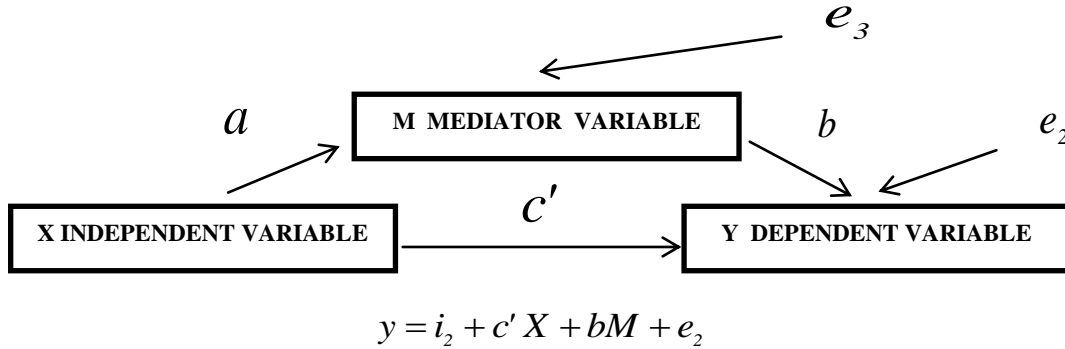 e₃
M MEDIATOR VARIABLE
a
b
e₂
c′
X INDEPENDENT VARIABLE
Y DEPENDENT VARIABLE
y = i₂ + c′ X + bM + e₂